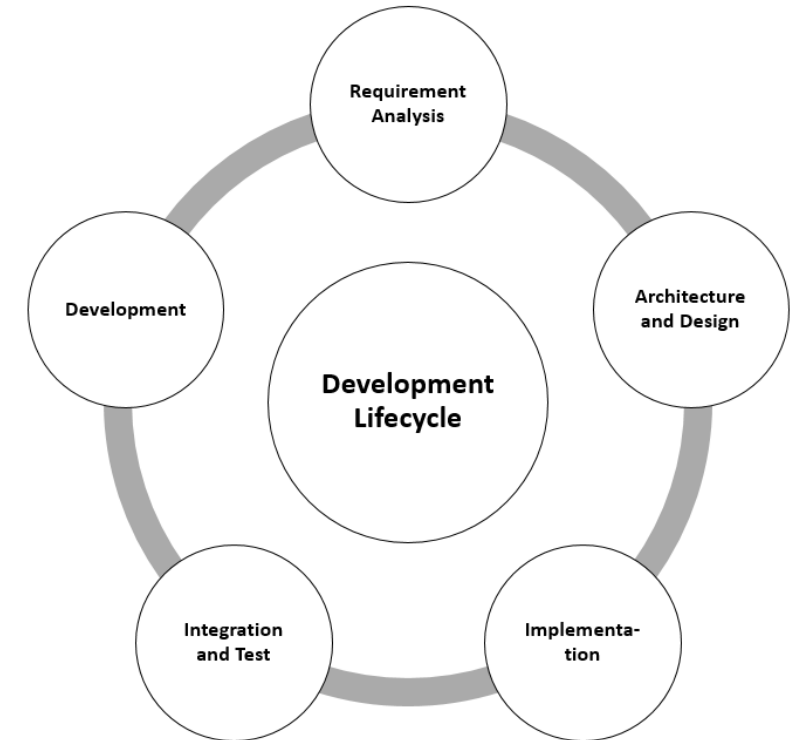 Requirement
Analysis
Architecture
and Design
Implementa-
tion
Integration
and Test
Development
Development
Lifecycle